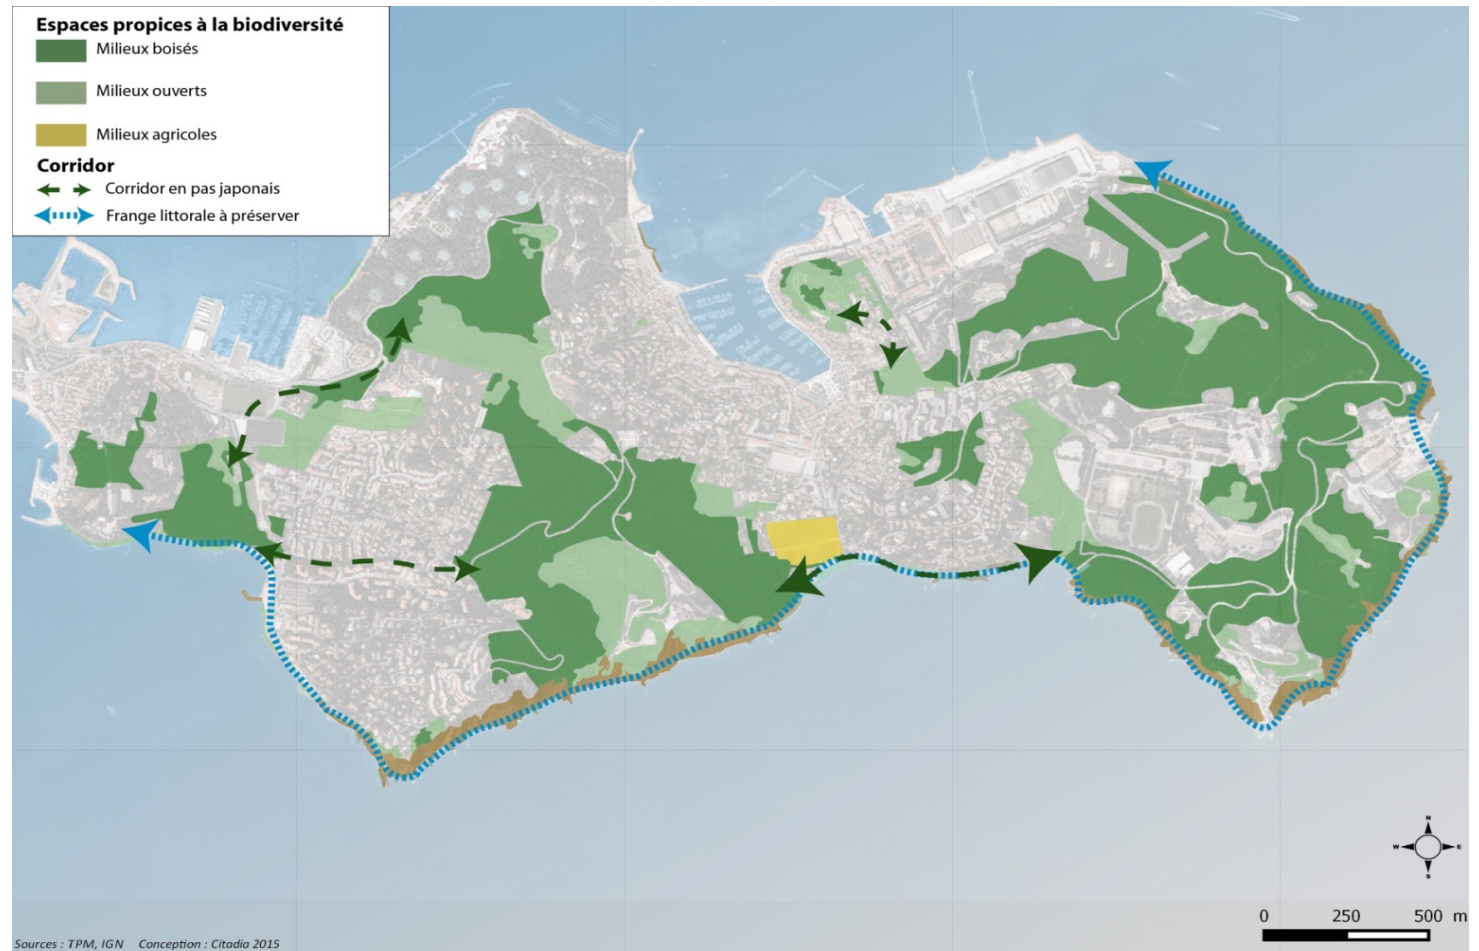 Espaces propices à la biodiversité
Milieux boisés
Milieux ouverts
Milieux agricoles
Corridor
Corridor en pas japonais
Frange littorale à préserver
N
W E
S
0 250 500 m
Sources : TPM, IGN Conception : Citadia 2015